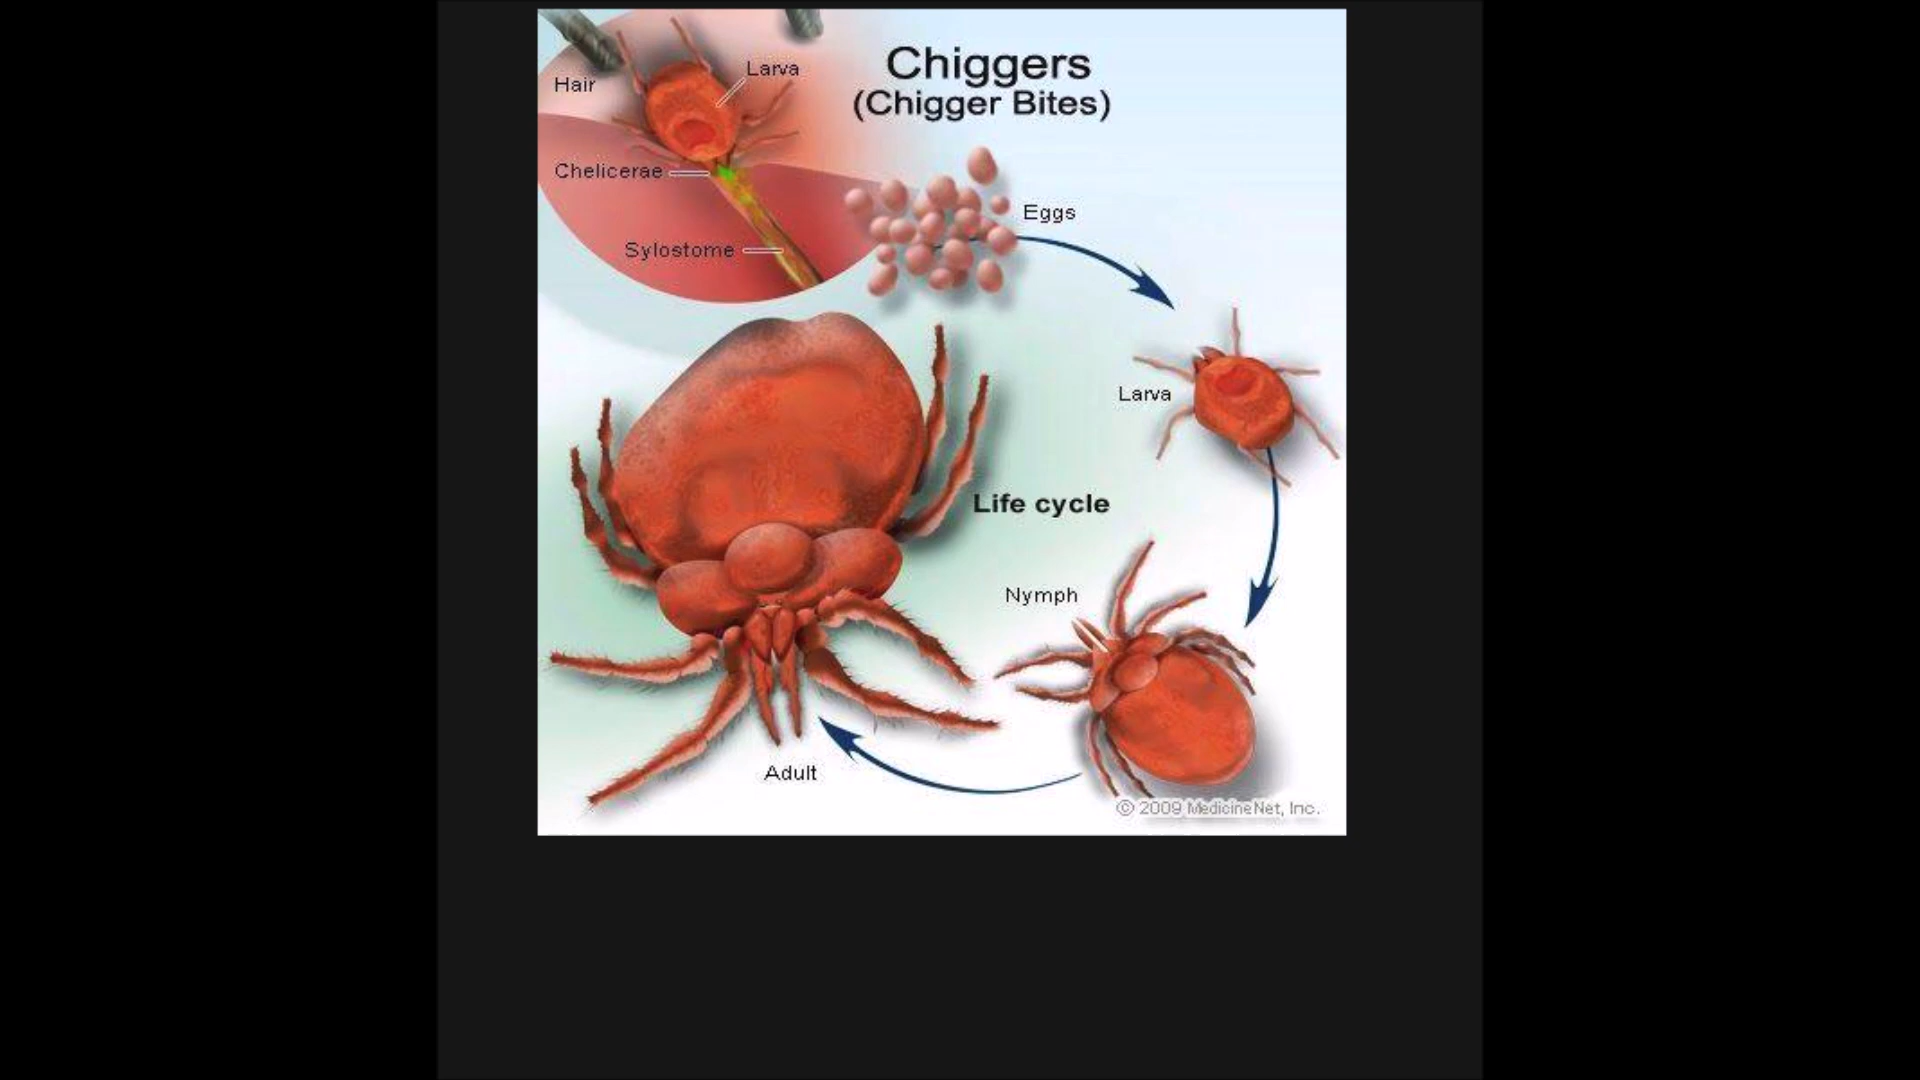 Chiggers
(Chigger Bites)
Hair
Larva
Chelicerae
Sylostome
Eggs
Larva
Life cycle
Nymph
Adult
© 2009 MedicineNet, Inc.